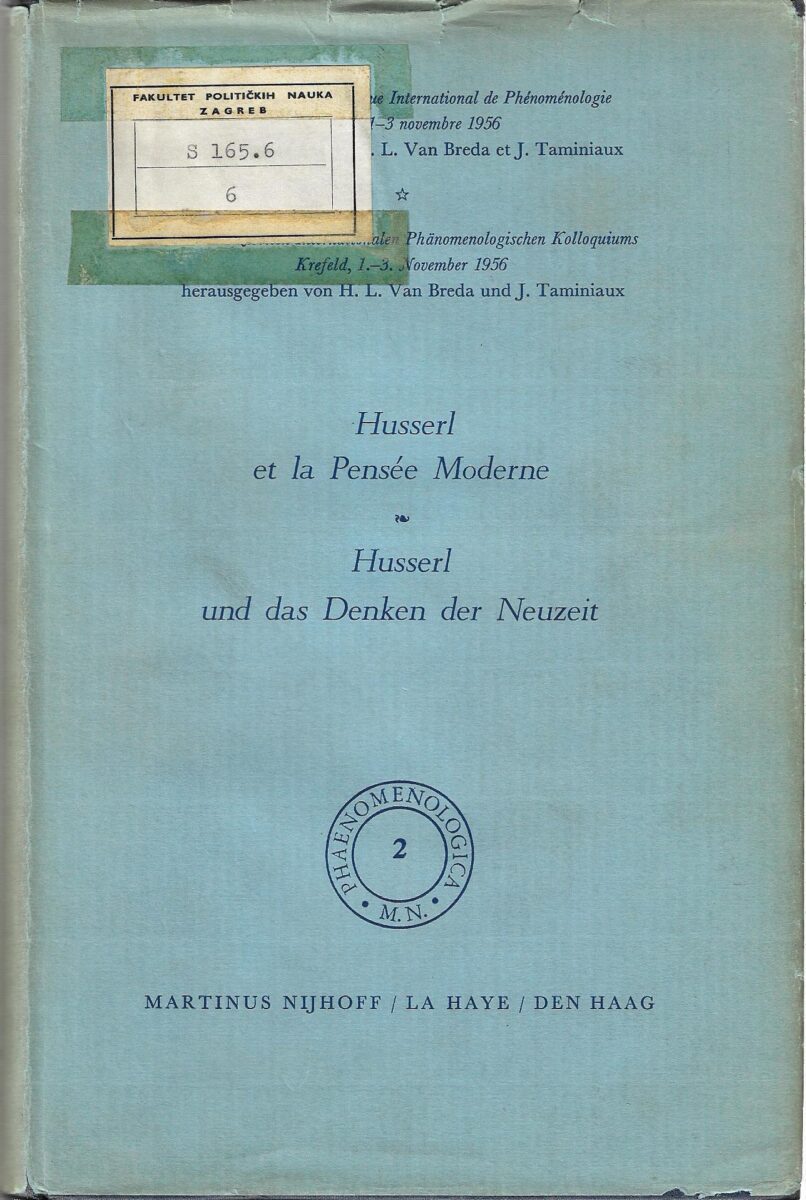 FAKULTET POLITIČKIH NAUKA
ZAGREB
S 165.6
6
ue International de Phénoménologie
1–3 novembre 1956
. L. Van Breda et J. Taminiaux
☆
Internationalen Phänomenologischen Kolloquiums
Krefeld, 1.–3. November 1956
herausgegeben von H. L. Van Breda und J. Taminiaux
Husserl
et la Pensée Moderne
Husserl
und das Denken der Neuzeit
PHAENOMENOLOGICA
2
• M.N. •
MARTINUS NIJHOFF / LA HAYE / DEN HAAG